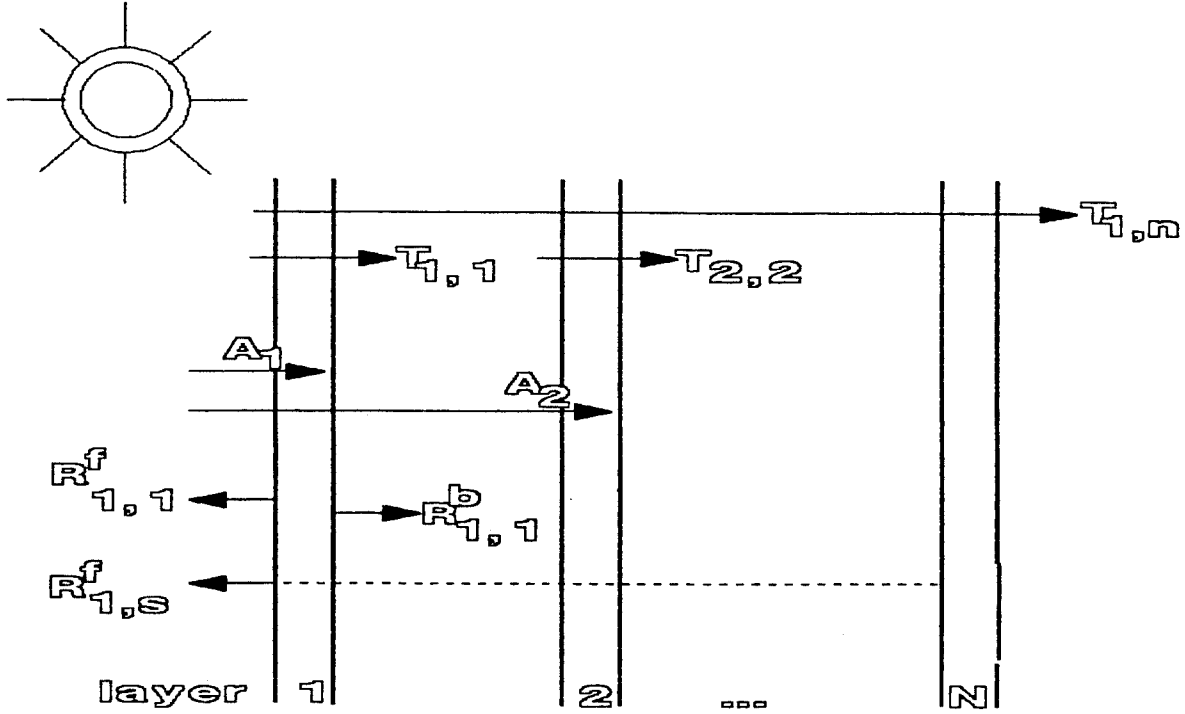 T1,n
T1,1 T2,2
A1
A2
Rf1,1
Rb1,1
Rf1,s
layer 1 2 ... N